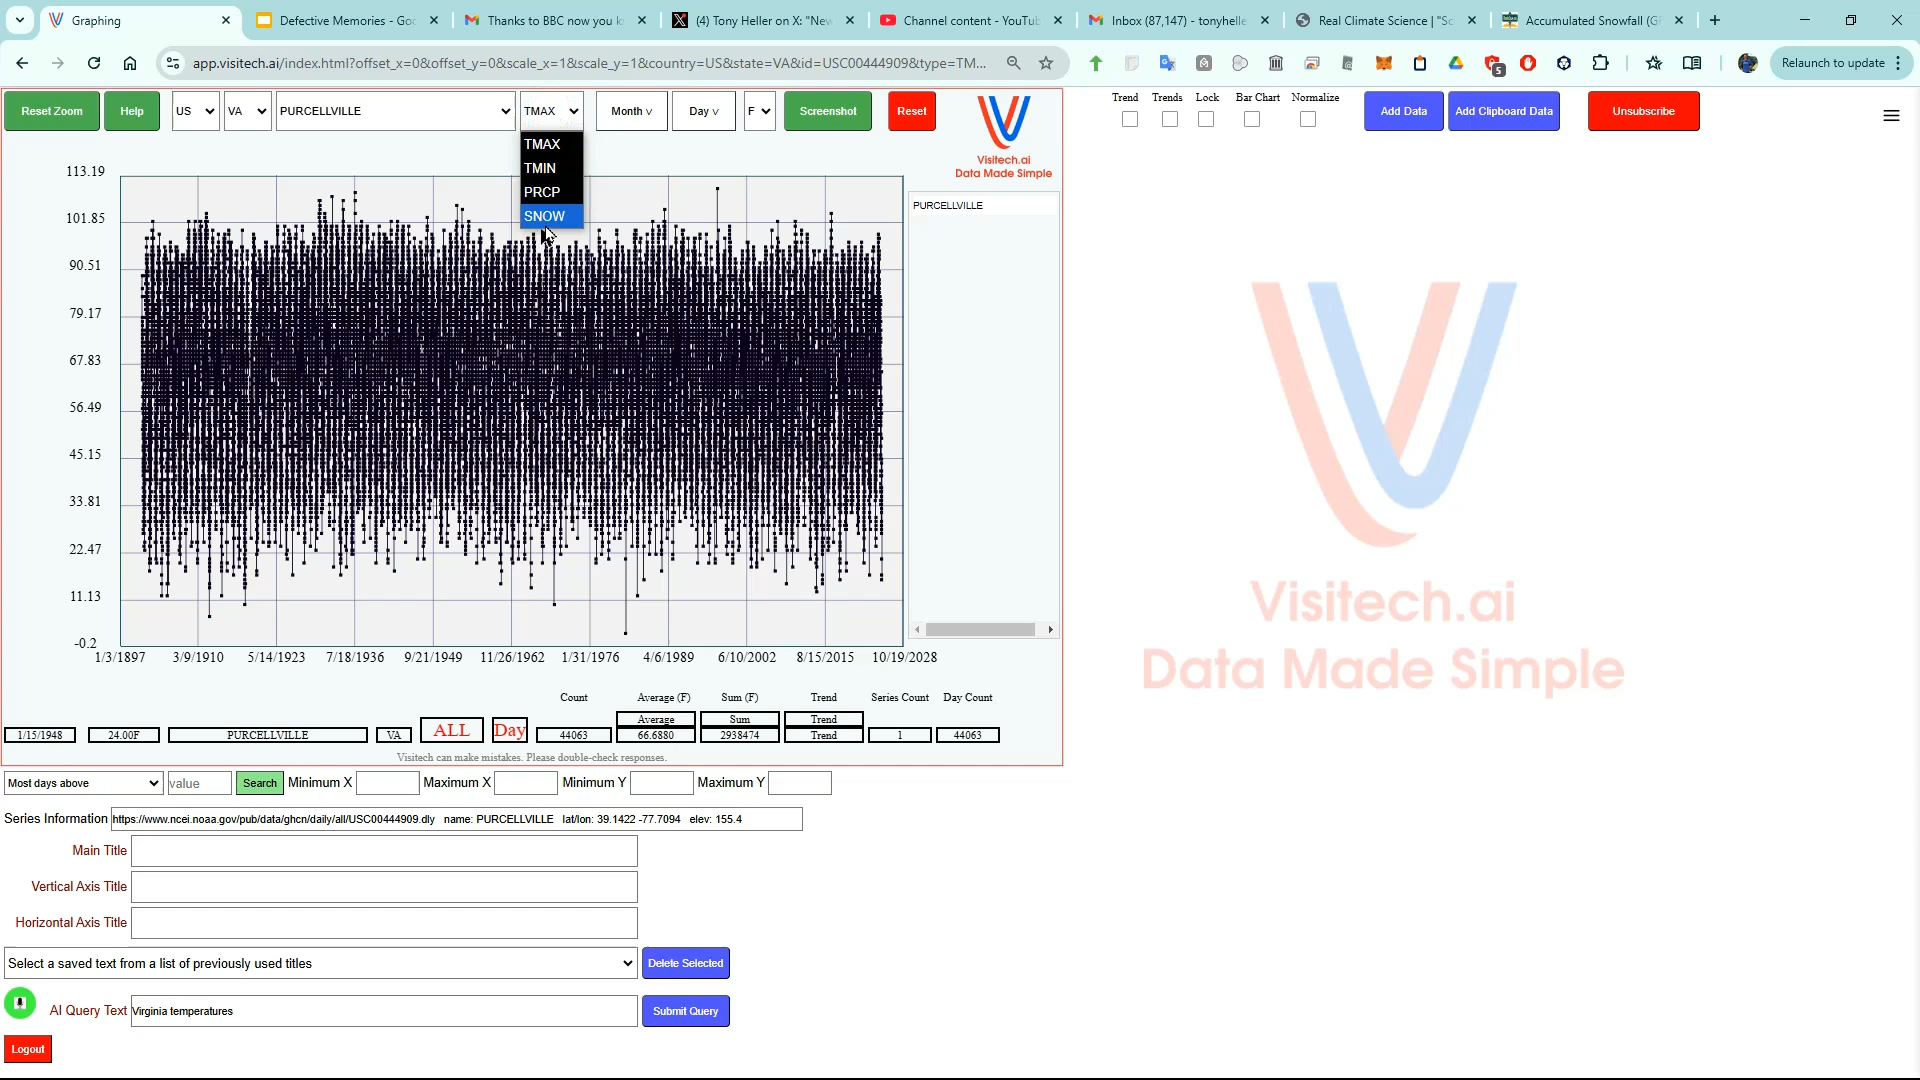 Graphing
Defective Memories - Goo
Thanks to BBC now you k
(4) Tony Heller on X: "New
Channel content - YouTub
Inbox (87,147) - tonyhelle
Real Climate Science | "Sc
Accumulated Snowfall (GF
app.visitech.ai/index.html?offset_x=0&offset_y=0&scale_x=1&scale_y=1&country=US&state=VA&id=USC00444909&type=TM...
5
Relaunch to update
Reset Zoom
Help
US
VA
PURCELLVILLE
TMAX
Month v
Day v
F
Screenshot
Reset
Visitech.ai
Data Made Simple
Trend
Trends
Lock
Bar Chart
Normalize
Add Data
Add Clipboard Data
Unsubscribe
TMAX
TMIN
PRCP
SNOW
PURCELLVILLE
113.19
101.85
90.51
79.17
67.83
56.49
45.15
33.81
22.47
11.13
-0.2
1/3/1897
3/9/1910
5/14/1923
7/18/1936
9/21/1949
11/26/1962
1/31/1976
4/6/1989
6/10/2002
8/15/2015
10/19/2028
Visitech.ai
Data Made Simple
Count
Average (F)
Sum (F)
Trend
Series Count
Day Count
Average
Sum
Trend
1/15/1948
24.00F
PURCELLVILLE
VA
ALL
Day
44063
66.6880
2938474
Trend
1
44063
Visitech can make mistakes. Please double-check responses.
Most days above
value
Search
Minimum X
Maximum X
Minimum Y
Maximum Y
Series Information
https://www.ncei.noaa.gov/pub/data/ghcn/daily/all/USC00444909.dly name: PURCELLVILLE lat/lon: 39.1422 -77.7094 elev: 155.4
Main Title
Vertical Axis Title
Horizontal Axis Title
Select a saved text from a list of previously used titles
Delete Selected
AI Query Text
Virginia temperatures
Submit Query
Logout